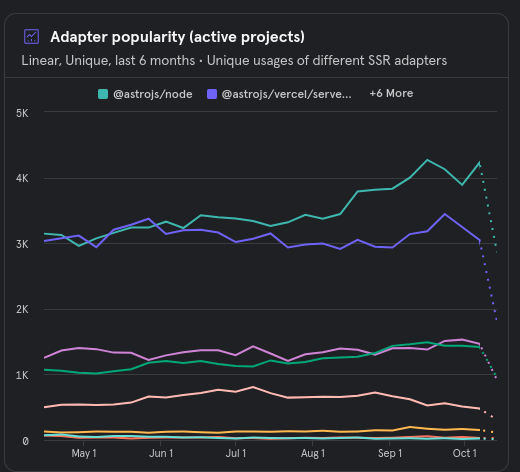 Adapter popularity (active projects)
Linear, Unique, last 6 months • Unique usages of different SSR adapters
@astrojs/node @astrojs/vercel/serve... +6 More
5K
4K
3K
2K
1K
0
May 1 Jun 1 Jul 1 Aug 1 Sep 1 Oct 1